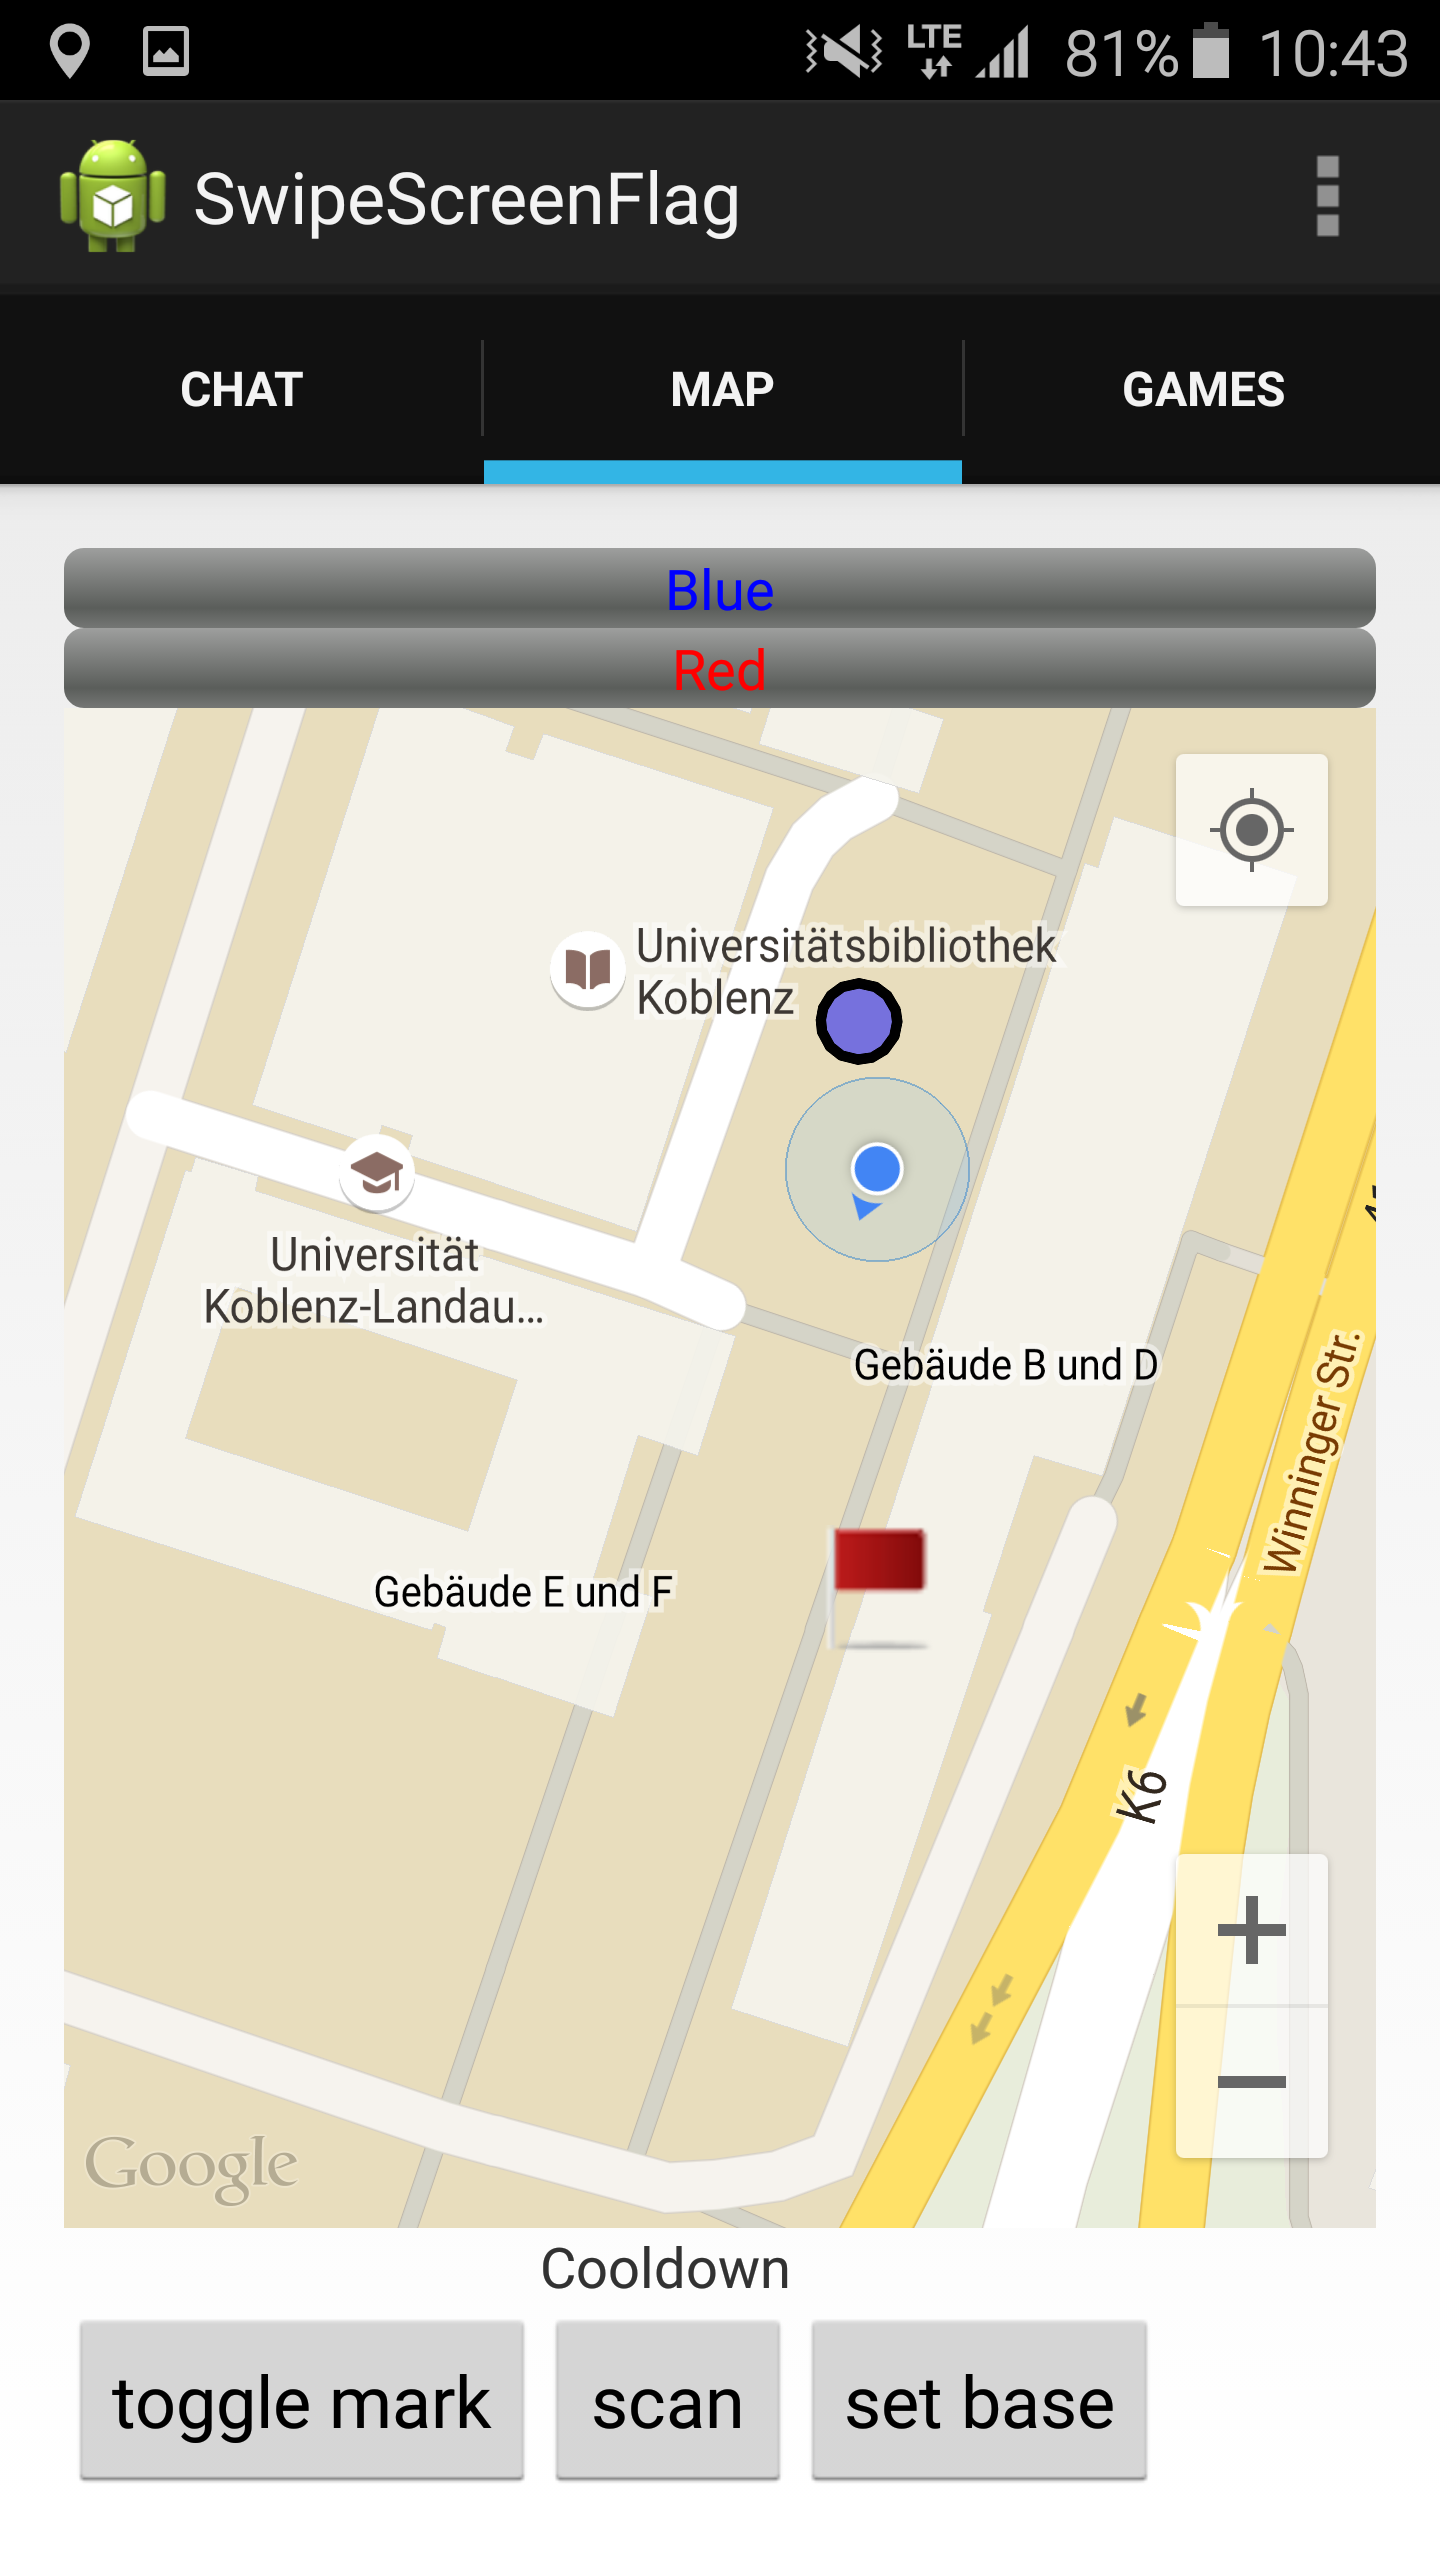 LTE
81%
10:43
SwipeScreenFlag
CHAT
MAP
GAMES
Blue
Red
Universitätsbibliothek
Koblenz
Universität
Koblenz-Landau...
Gebäude B und D
Winninger Str.
Gebäude E und F
K6
Google
Cooldown
toggle mark
scan
set base